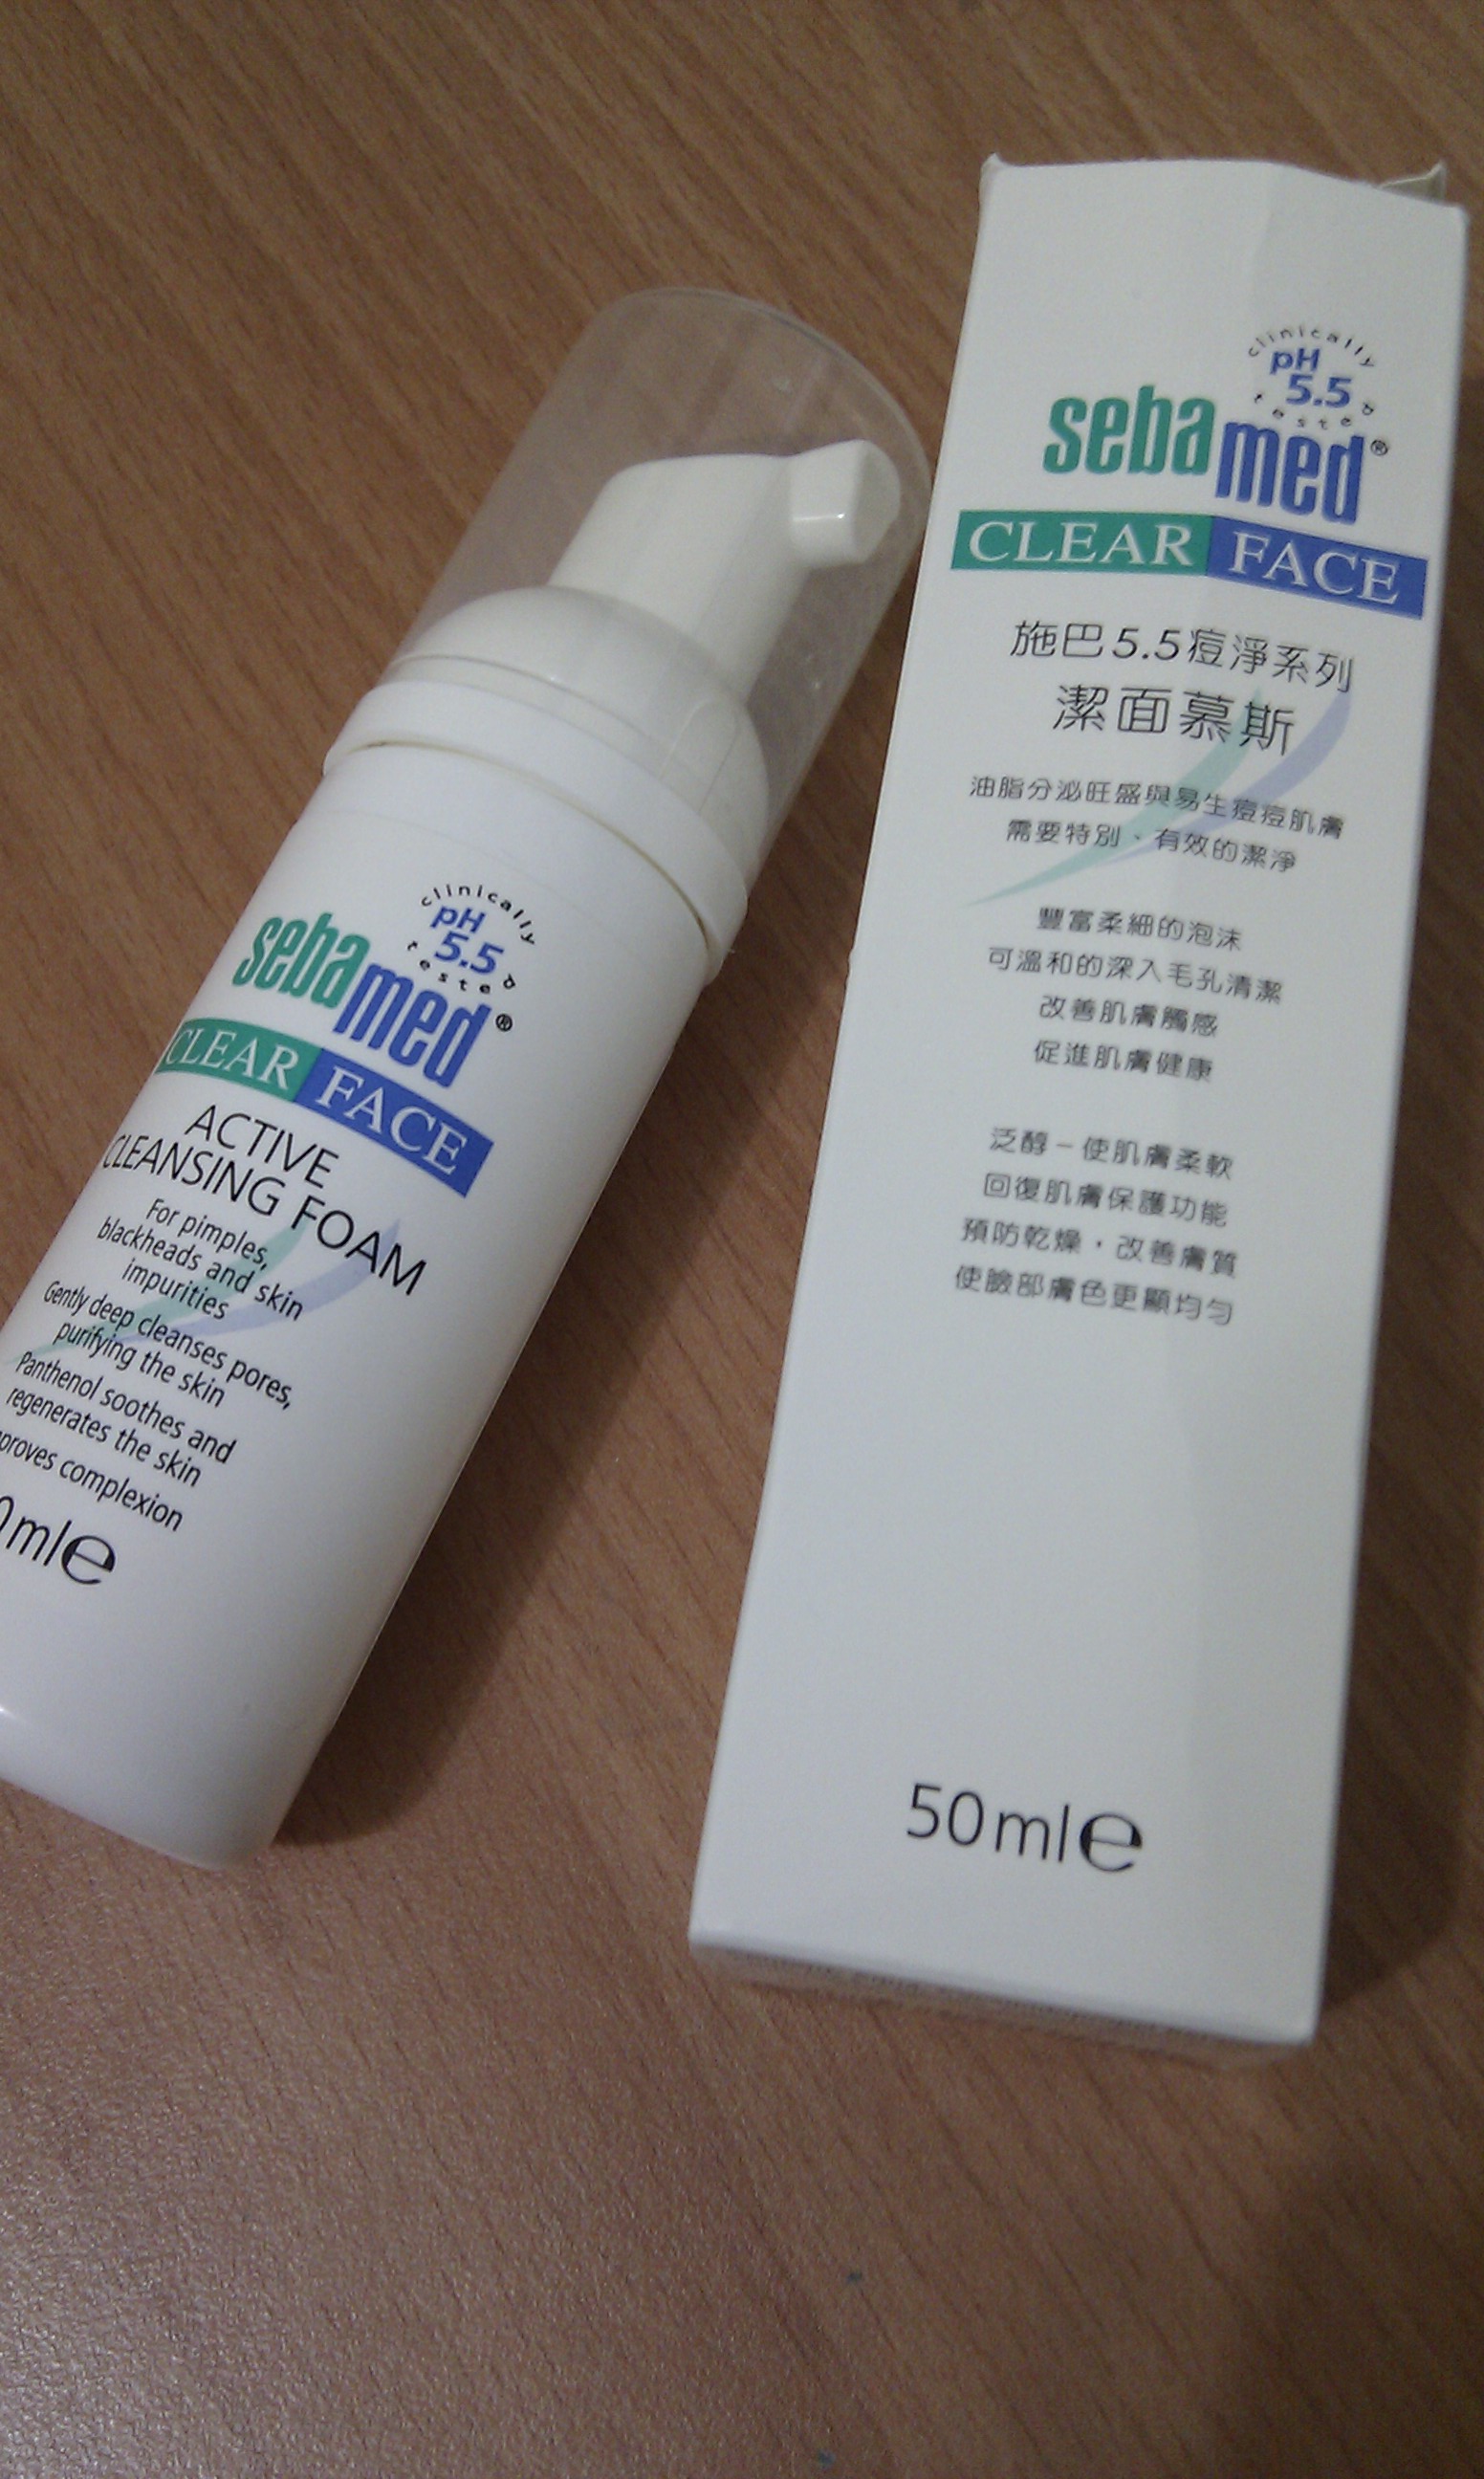 clinically
pH
5.5
tested
sebamed®
CLEAR FACE
ACTIVE
CLEANSING FOAM
For pimples,
blackheads and skin
impurities
Gently deep cleanses pores,
purifying the skin
Panthenol soothes and
regenerates the skin
complexion
ml℮
clinically
pH
5.5
tested
sebamed®
CLEAR FACE
施巴5.5痘淨系列
潔面慕斯
油脂分泌旺盛與易生痘痘肌膚
需要特別、有效的潔淨
豐富柔細的泡沫
可溫和的深入毛孔清潔
改善肌膚觸感
促進肌膚健康
泛醇－使肌膚柔軟
回復肌膚保護功能
預防乾燥，改善膚質
使臉部膚色更顯均勻
50ml℮